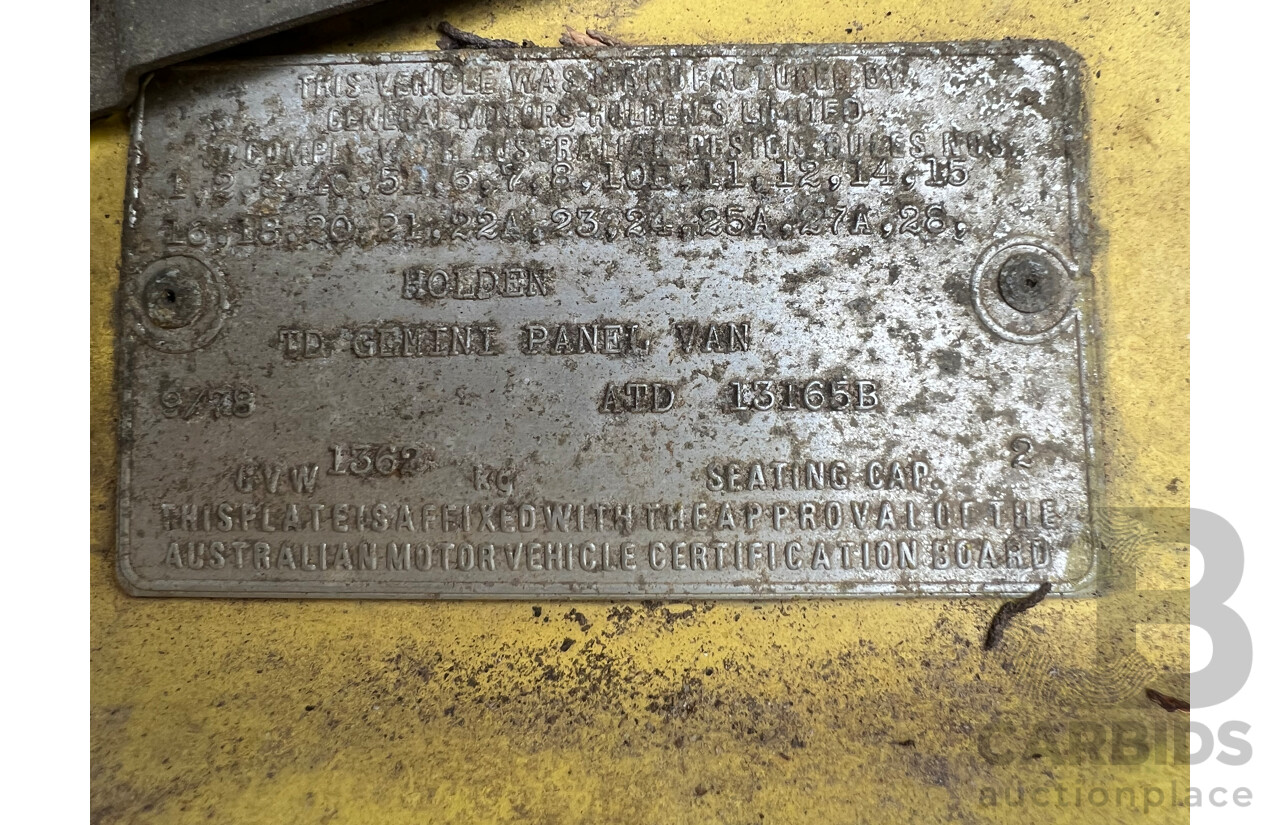 THIS VEHICLE WAS MANUFACTURED BY
GENERAL MOTORS-HOLDEN'S LIMITED
TO COMPLY WITH AUSTRALIAN DESIGN RULES NOS.
1, 2, 3, 4C, 5 , 6, 7, 8, 10B, 11, 12, 14, 15
16, 18, 20, 21, 22A, 23, 24, 25A, 27A, 28,
HOLDEN
TD GEMINI PANEL VAN
9/78 ATD 13165B
GVW 1362 kg SEATING CAP. 2
THIS PLATE IS AFFIXED WITH THE APPROVAL OF THE
AUSTRALIAN MOTOR VEHICLE CERTIFICATION BOARD
B
CARBIDS
auctionplace